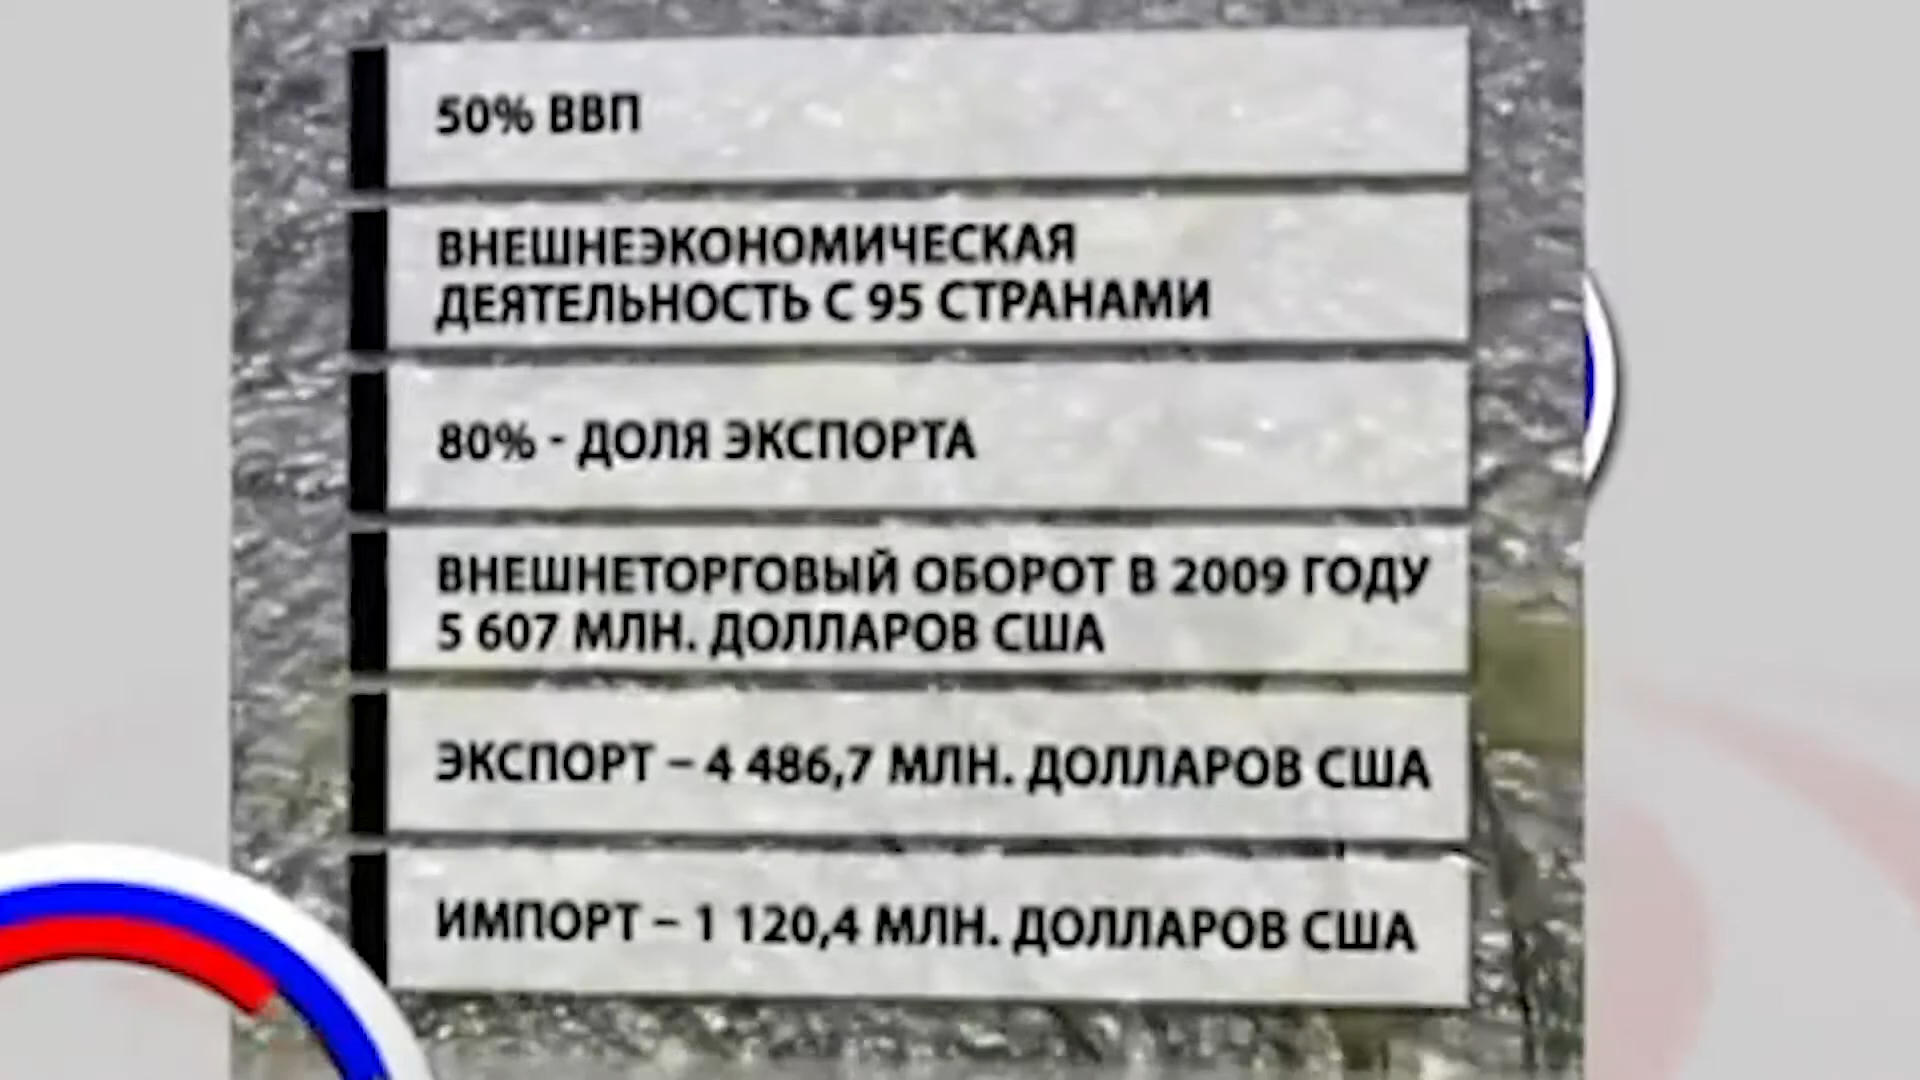 50% ВВП
ВНЕШНЕЭКОНОМИЧЕСКАЯ
ДЕЯТЕЛЬНОСТЬ С 95 СТРАНАМИ
80% - ДОЛЯ ЭКСПОРТА
ВНЕШНЕТОРГОВЫЙ ОБОРОТ В 2009 ГОДУ
5 607 МЛН. ДОЛЛАРОВ США
ЭКСПОРТ – 4 486,7 МЛН. ДОЛЛАРОВ США
ИМПОРТ – 1 120,4 МЛН. ДОЛЛАРОВ США